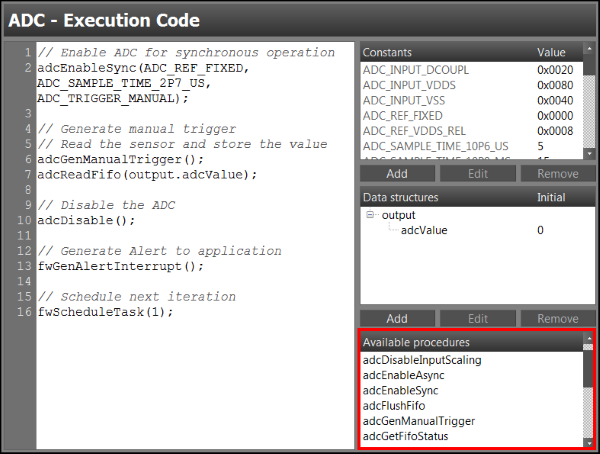 ADC - Execution Code
1 // Enable ADC for synchronous operation
2 adcEnableSync(ADC_REF_FIXED,
ADC_SAMPLE_TIME_2P7_US,
ADC_TRIGGER_MANUAL);
3
4 // Generate manual trigger
5 // Read the sensor and store the value
6 adcGenManualTrigger();
7 adcReadFifo(output.adcValue);
8
9 // Disable the ADC
10 adcDisable();
11
12 // Generate Alert to application
13 fwGenAlertInterrupt();
14
15 // Schedule next iteration
16 fwScheduleTask(1);
Constants Value
ADC_INPUT_DCOUPL 0x0020
ADC_INPUT_VDDS 0x0080
ADC_INPUT_VSS 0x0040
ADC_REF_FIXED 0x0000
ADC_REF_VDDS_REL 0x0008
ADC_SAMPLE_TIME_10P6_US 5
ADC_SAMPLE_TIME_10P9_MS 15
Add Edit Remove
Data structures Initial
output
adcValue 0
Add Edit Remove
Available procedures
adcDisableInputScaling
adcEnableAsync
adcEnableSync
adcFlushFifo
adcGenManualTrigger
adcGetFifoStatus